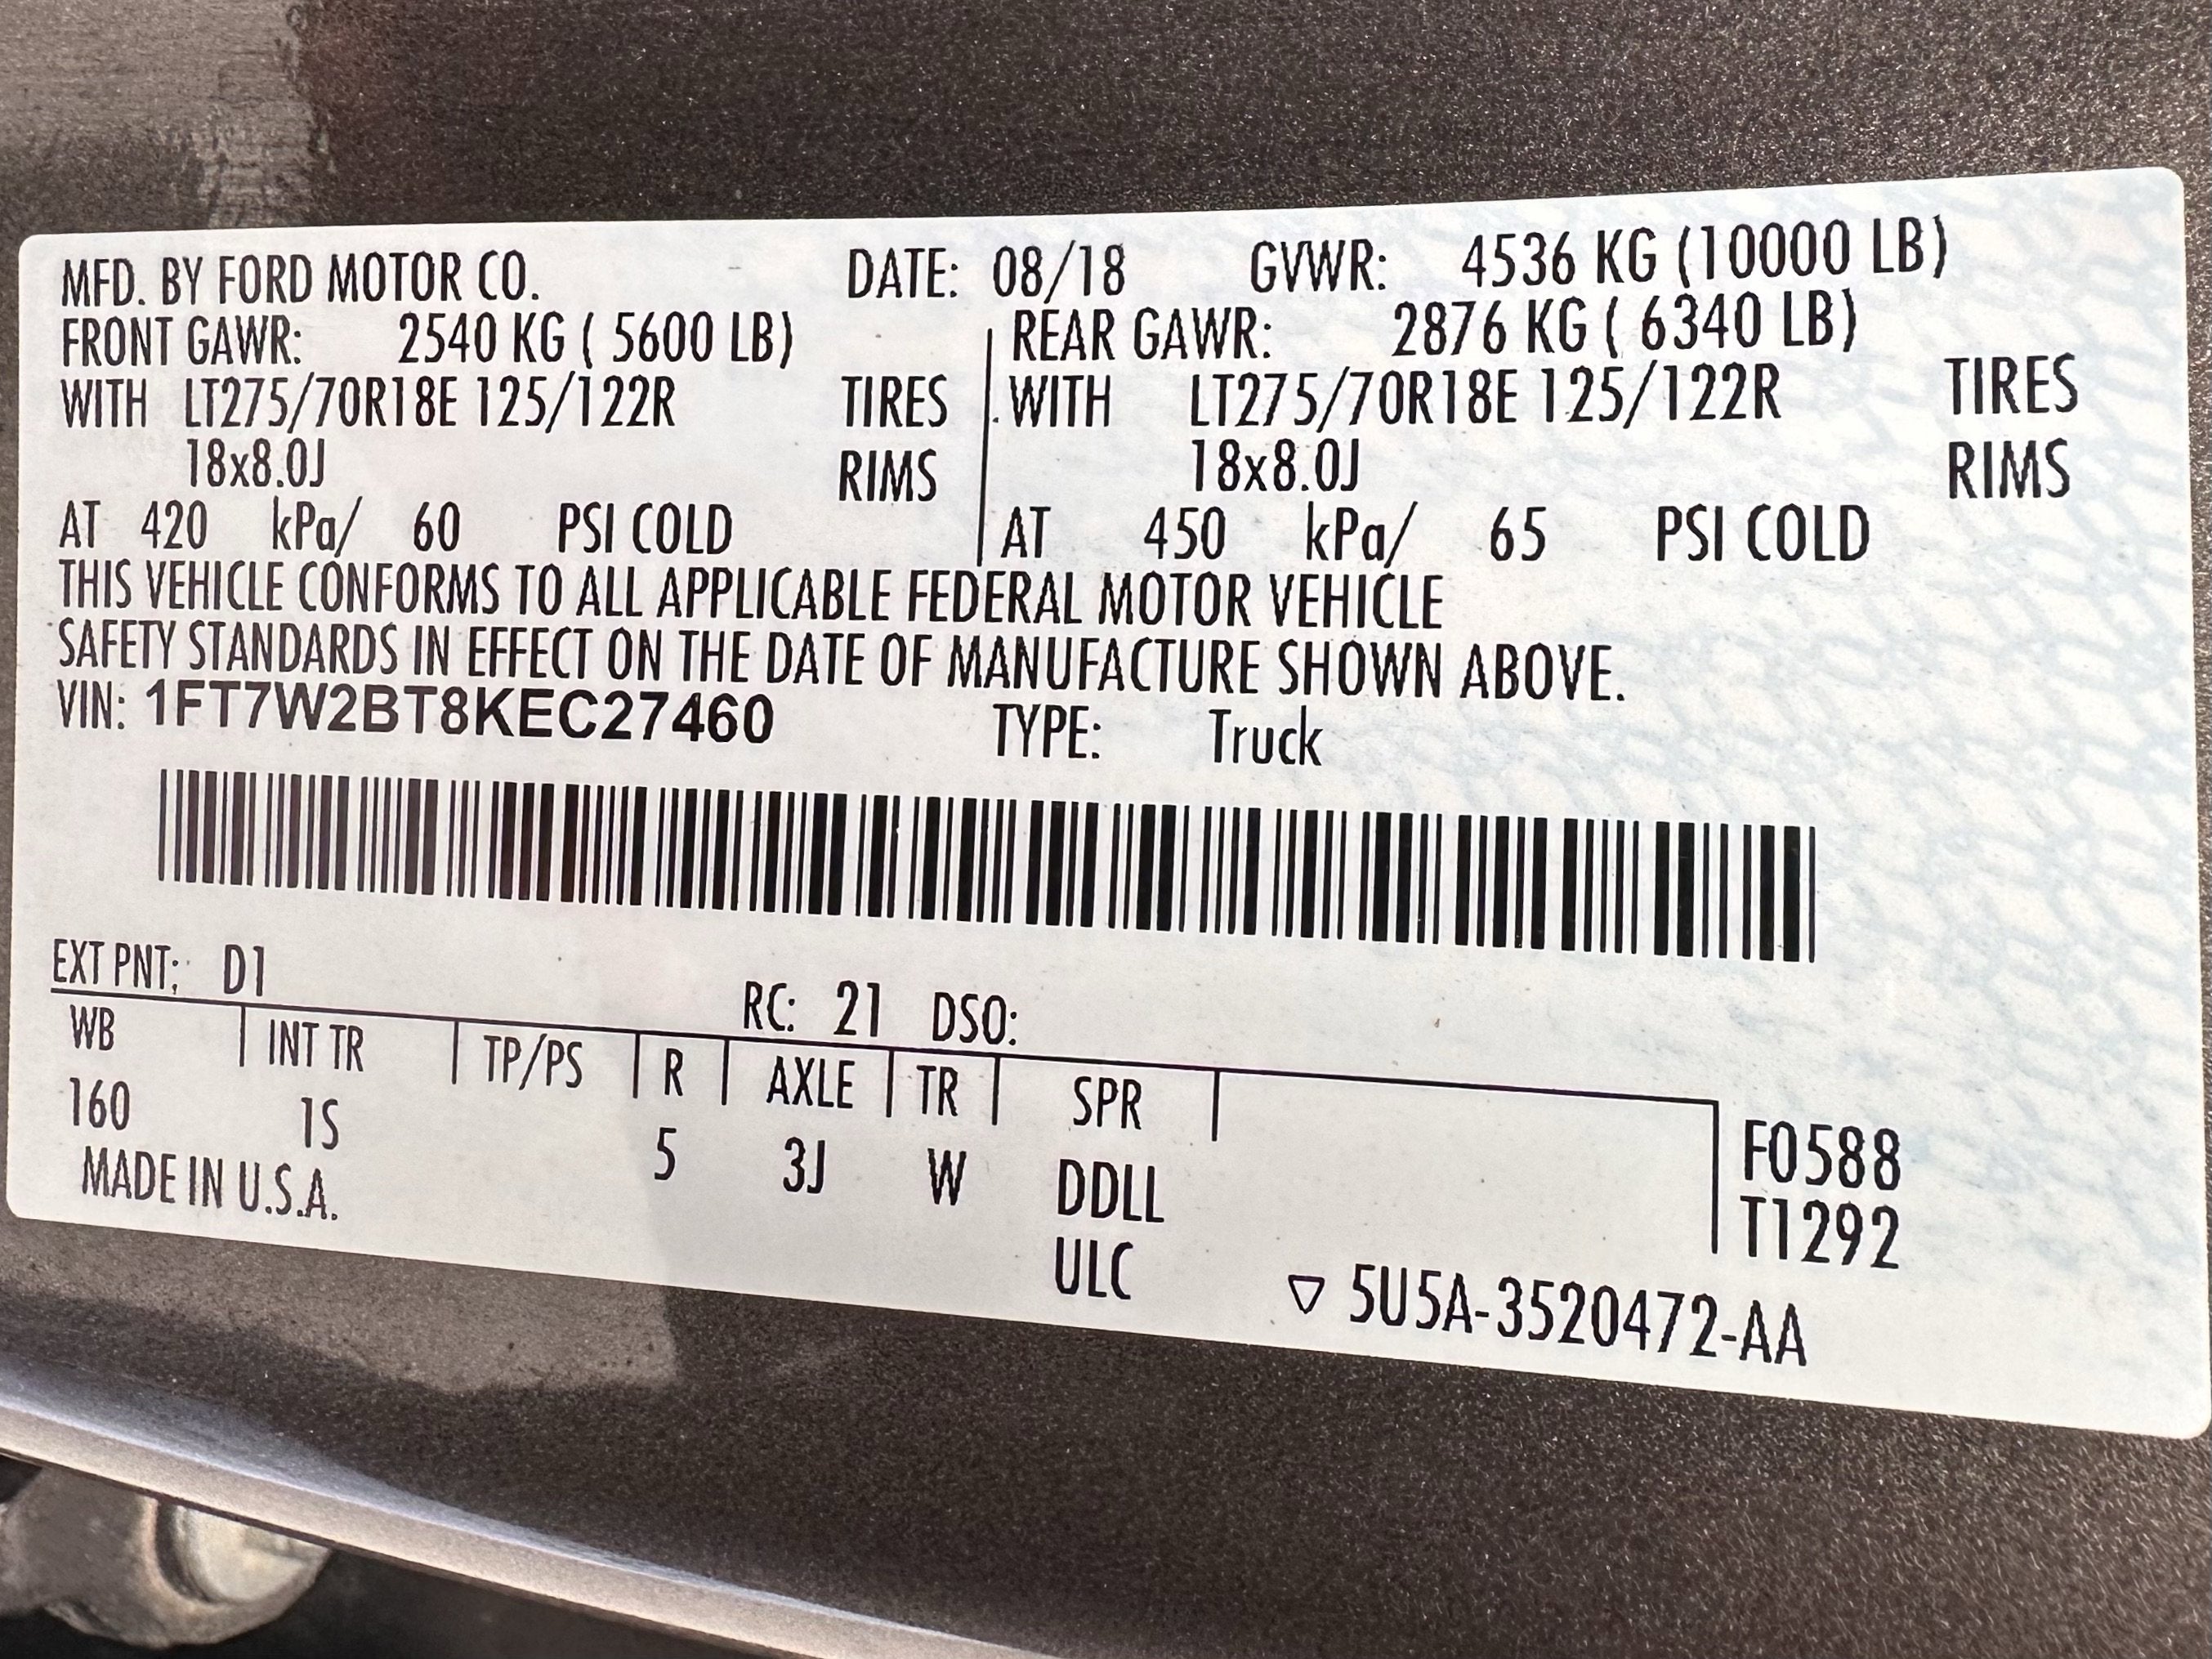 MFD. BY FORD MOTOR CO. DATE: 08/18 GVWR: 4536 KG (10000 LB)
FRONT GAWR: 2540 KG ( 5600 LB) REAR GAWR: 2876 KG ( 6340 LB)
WITH LT275/70R18E 125/122R TIRES WITH LT275/70R18E 125/122R TIRES
18x8.0J RIMS 18x8.0J RIMS
AT 420 kPa/ 60 PSI COLD AT 450 kPa/ 65 PSI COLD
THIS VEHICLE CONFORMS TO ALL APPLICABLE FEDERAL MOTOR VEHICLE
SAFETY STANDARDS IN EFFECT ON THE DATE OF MANUFACTURE SHOWN ABOVE.
VIN: 1FT7W2BT8KEC27460 TYPE: Truck
EXT PNT: D1 RC: 21 DSO:
WB INT TR TP/PS R AXLE TR SPR
160 1S 5 3J W DDLL F0588
MADE IN U.S.A. ULC T1292
▽ 5U5A-3520472-AA